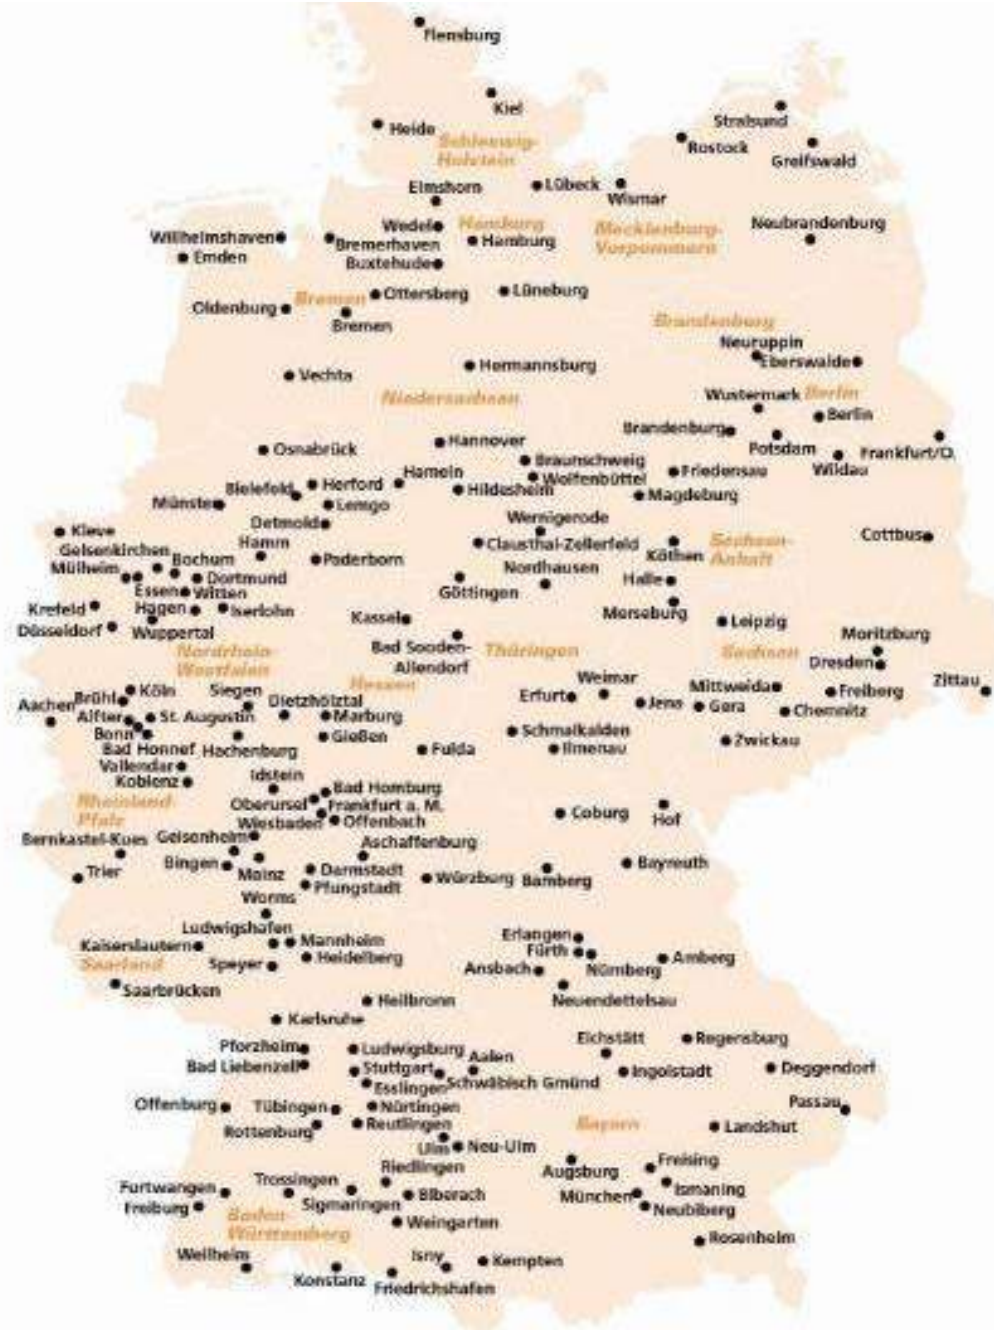 Flensburg
Kiel
Heide
Schleswig-
Holstein
Stralsund
Rostock
Greifswald
Elmshorn
Lübeck
Wismar
Wedel
Hamburg
Hamburg
Mecklenburg-
Vorpommern
Neubrandenburg
Willhelmshaven
Bremerhaven
Emden
Buxtehude
Oldenburg
Bremen
Ottersberg
Lüneburg
Bremen
Brandenburg
Neuruppin
Eberswalde
Vechta
Hermannsburg
Niedersachsen
Wustermark
Berlin
Berlin
Brandenburg
Potsdam
Frankfurt/O.
Wildau
Osnabrück
Hannover
Braunschweig
Wolfenbüttel
Friedensau
Hameln
Hildesheim
Magdeburg
Bielefeld
Herford
Münster
Lemgo
Detmold
Wernigerode
Kleve
Gelsenkirchen
Bochum
Hamm
Paderborn
Clausthal-Zellerfeld
Köthen
Sachsen-
Anhalt
Cottbus
Mülheim
Dortmund
Nordhausen
Halle
Essen
Witten
Göttingen
Krefeld
Hagen
Iserlohn
Merseburg
Düsseldorf
Wuppertal
Kassel
Leipzig
Nordrhein-
Westfalen
Bad Sooden-
Allendorf
Thüringen
Sachsen
Moritzburg
Dresden
Hessen
Weimar
Mittweida
Zittau
Köln
Siegen
Dietzhölztal
Erfurt
Jena
Gera
Freiberg
Chemnitz
Aachen
Brühl
Alfter
St. Augustin
Marburg
Bonn
Gießen
Schmalkalden
Zwickau
Bad Honnef
Hachenburg
Fulda
Ilmenau
Vallendar
Koblenz
Idstein
Bad Homburg
Rheinland-
Pfalz
Oberursel
Frankfurt a. M.
Wiesbaden
Offenbach
Coburg
Hof
Bernkastel-Kues
Geisenheim
Aschaffenburg
Trier
Bingen
Mainz
Darmstadt
Würzburg
Bamberg
Bayreuth
Pfungstadt
Worms
Ludwigshafen
Kaiserslautern
Mannheim
Erlangen
Fürth
Saarland
Speyer
Heidelberg
Ansbach
Nürnberg
Amberg
Saarbrücken
Heilbronn
Neuendettelsau
Karlsruhe
Eichstätt
Regensburg
Pforzheim
Ludwigsburg
Aalen
Bad Liebenzell
Stuttgart
Ingolstadt
Deggendorf
Esslingen
Schwäbisch Gmünd
Offenburg
Tübingen
Nürtingen
Passau
Rottenburg
Reutlingen
Bayern
Landshut
Ulm
Neu-Ulm
Riedlingen
Augsburg
Freising
Furtwangen
Trossingen
Biberach
München
Ismaning
Freiburg
Sigmaringen
Neubiberg
Baden-
Württemberg
Weingarten
Rosenheim
Weilheim
Isny
Kempten
Konstanz
Friedrichshafen